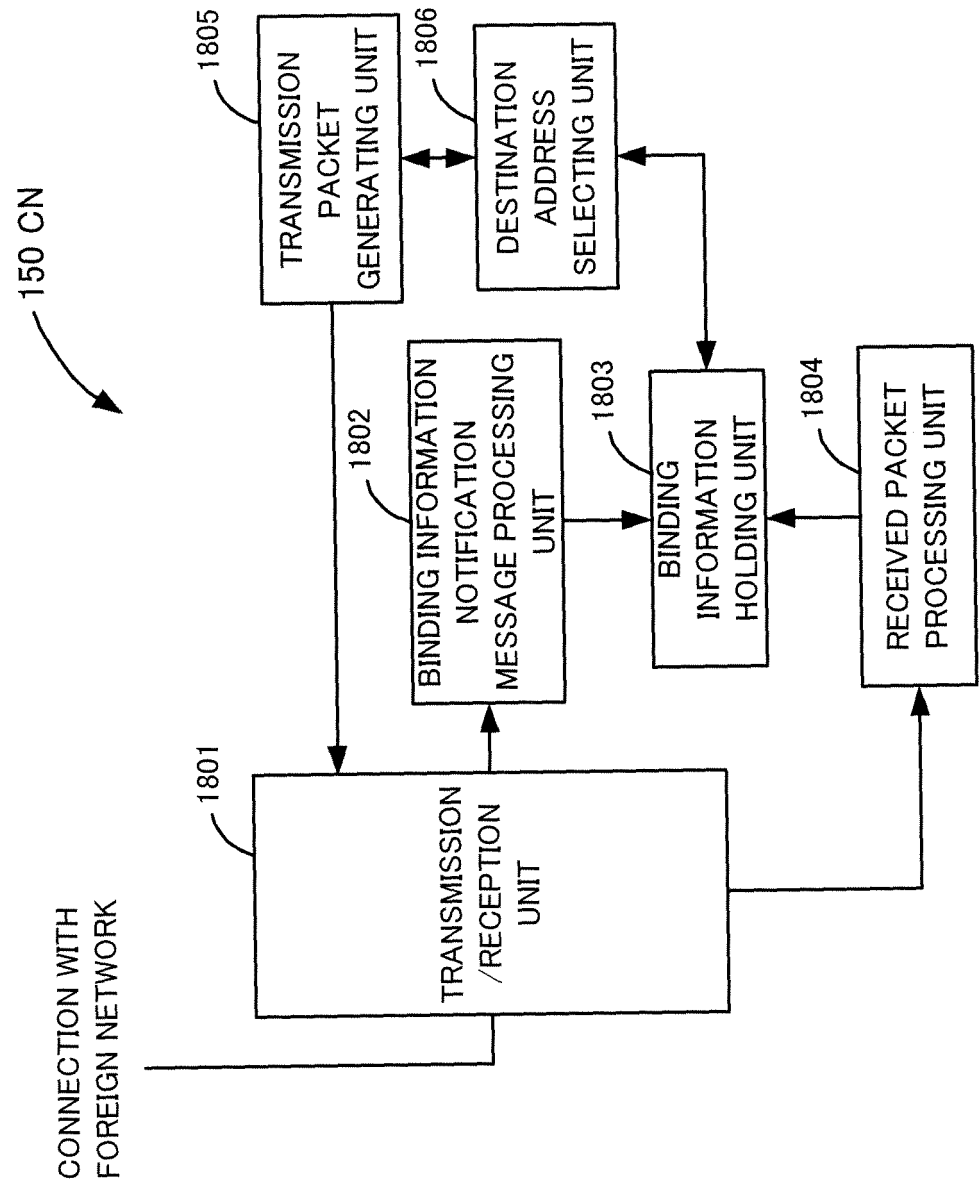 150 CN
CONNECTION WITH
FOREIGN NETWORK
1801
TRANSMISSION
/RECEPTION
UNIT
1802
BINDING INFORMATION
NOTIFICATION
MESSAGE PROCESSING
UNIT
1805
TRANSMISSION
PACKET
GENERATING UNIT
1803
BINDING
INFORMATION
HOLDING UNIT
1806
DESTINATION
ADDRESS
SELECTING UNIT
1804
RECEIVED PACKET
PROCESSING UNIT